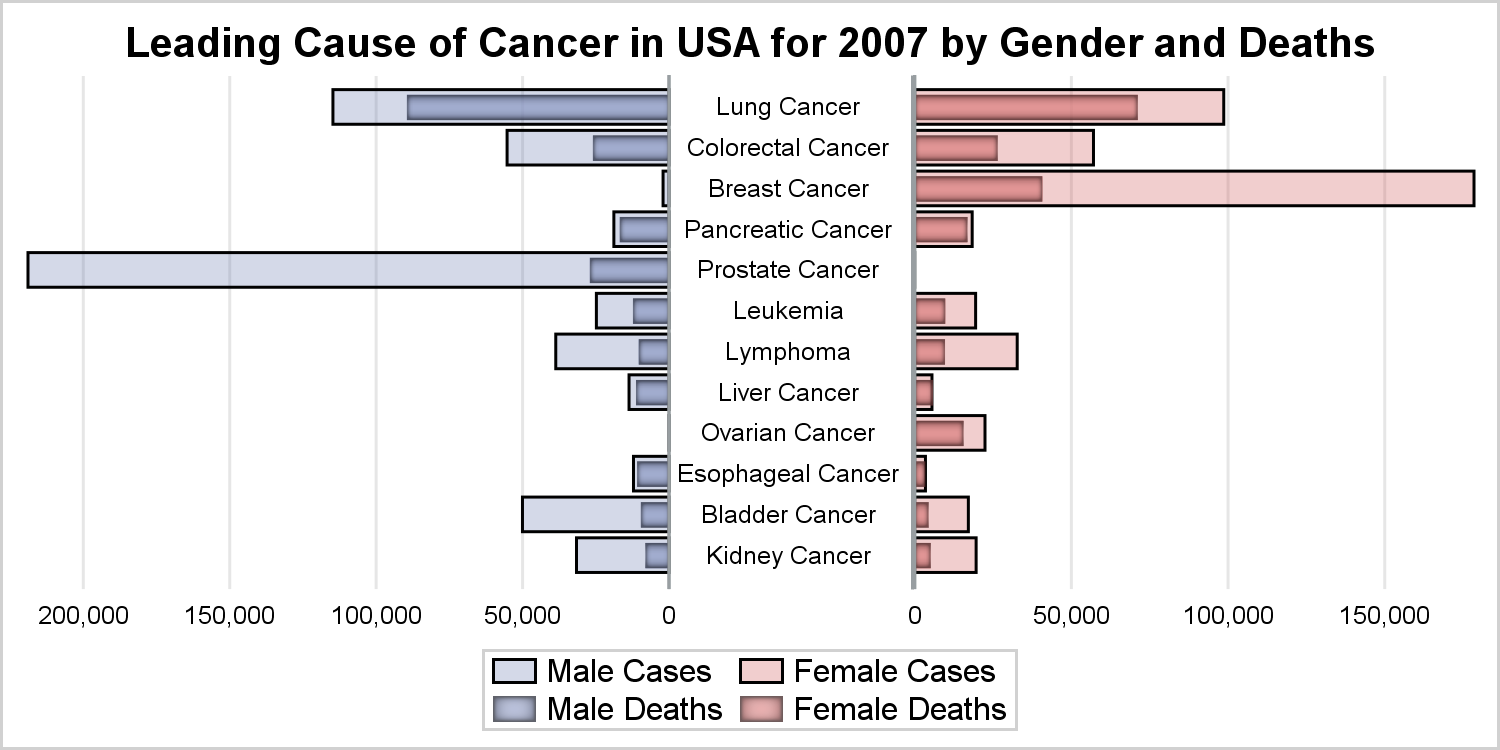 Leading Cause of Cancer in USA for 2007 by Gender and Deaths
Lung Cancer
Colorectal Cancer
Breast Cancer
Pancreatic Cancer
Prostate Cancer
Leukemia
Lymphoma
Liver Cancer
Ovarian Cancer
Esophageal Cancer
Bladder Cancer
Kidney Cancer
200,000 150,000 100,000 50,000 0 0 50,000 100,000 150,000
Male Cases Female Cases
Male Deaths Female Deaths